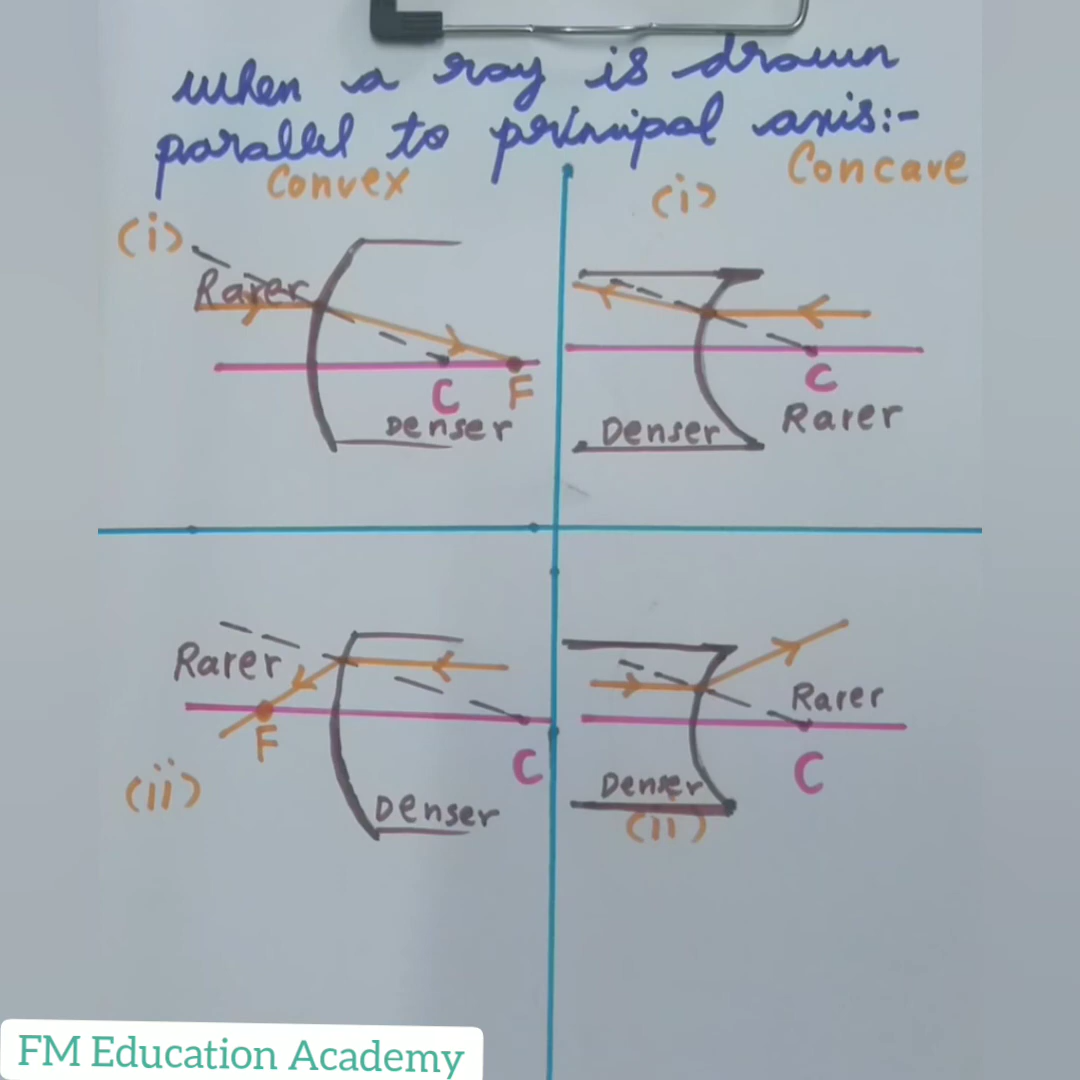 when a ray is drawn
parallel to principal axis:-
Convex
Concave
(i)
Rarer
C
F
Denser
(i)
C
Denser
Rarer
Rarer
F
C
(ii)
Denser
Rarer
C
Denser
(ii)
FM Education Academy